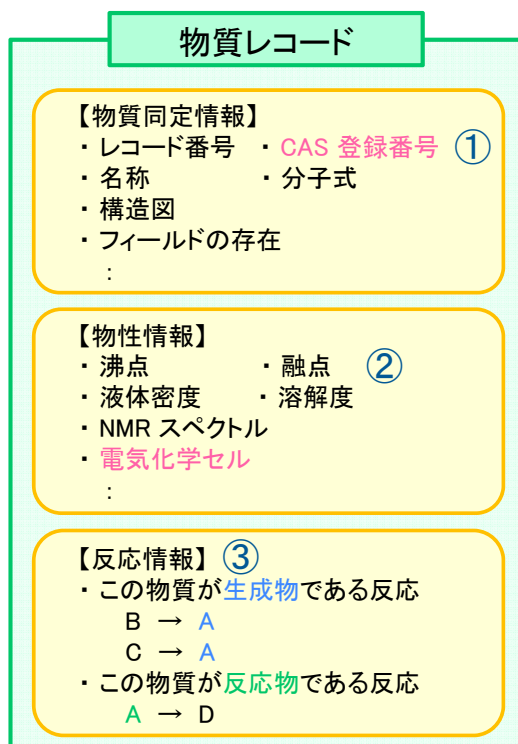 物質レコード
【物質同定情報】
・ レコード番号 ・ CAS 登録番号 ①
・ 名称 ・ 分子式
・ 構造図
・ フィールドの存在
：
【物性情報】
・ 沸点 ・ 融点 ②
・ 液体密度 ・ 溶解度
・ NMR スペクトル
・ 電気化学セル
：
【反応情報】 ③
・ この物質が生成物である反応
B → A
C → A
・ この物質が反応物である反応
A → D